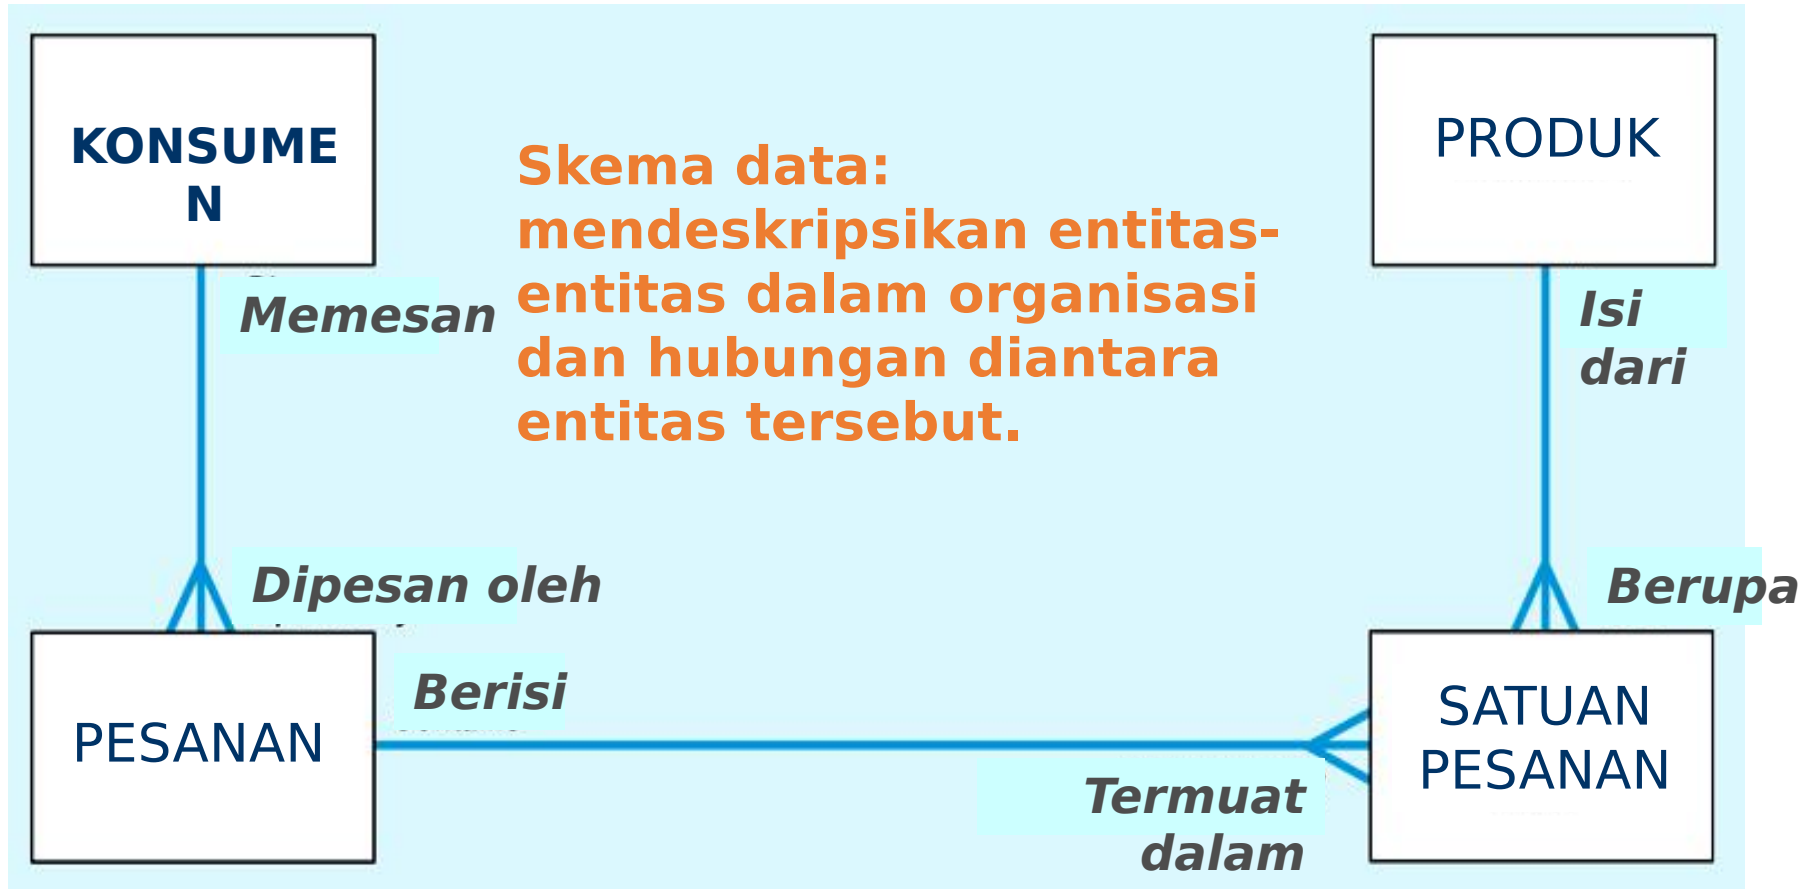 KONSUME
N
Skema data:
mendeskripsikan entitas-
entitas dalam organisasi
dan hubungan diantara
entitas tersebut.
PRODUK
Memesan
Isi
dari
Dipesan oleh
Berupa
PESANAN
Berisi
Termuat
dalam
SATUAN
PESANAN